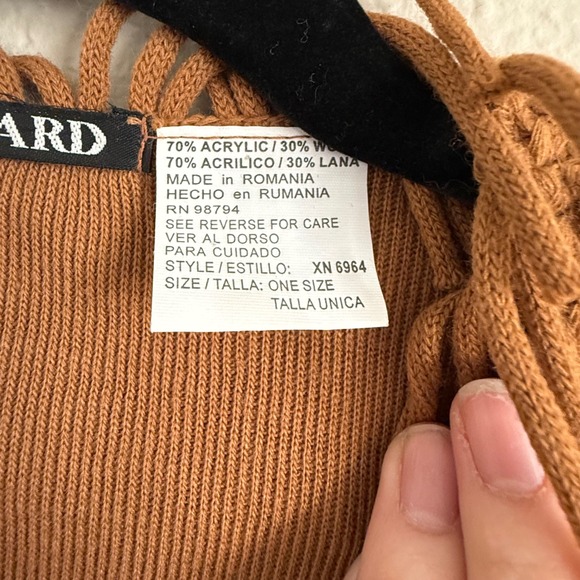 ARD
70% ACRYLIC / 30% WO
70% ACRILICO / 30% LANA
MADE in ROMANIA
HECHO en RUMANIA
RN 98794
SEE REVERSE FOR CARE
VER AL DORSO
PARA CUIDADO
STYLE / ESTILLO: XN 6964
SIZE / TALLA: ONE SIZE
TALLA UNICA